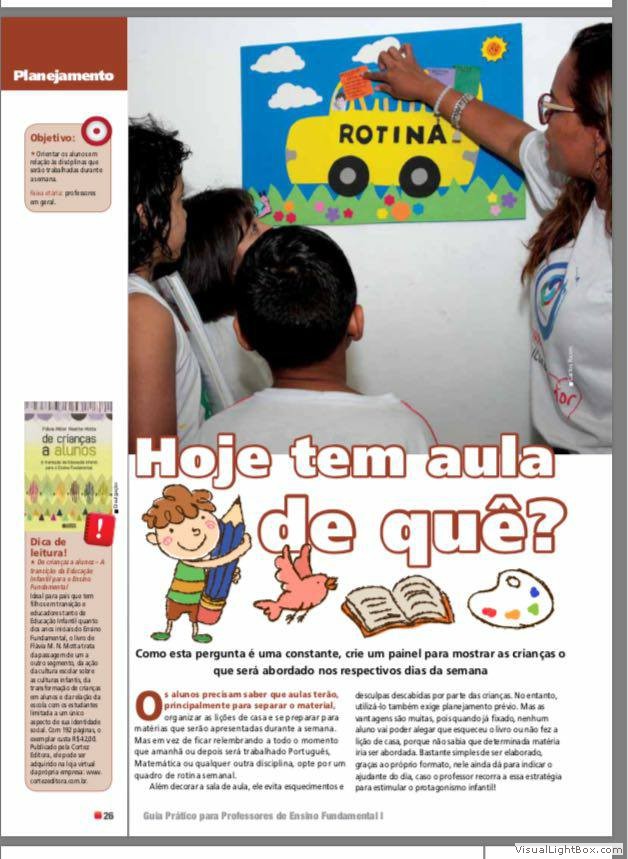 Planejamento
Objetivo:
• Orientar os alunos em
relação às disciplinas que
serão trabalhadas durante
a semana.
Faixa etária: professores
em geral.
ROTINA
Flávia Miller Naethe Motta
de crianças
a alunos
A transição da Educação Infantil
para o Ensino Fundamental
Divulgação
Dica de
leitura!
• De crianças a alunos – A
transição da Educação
Infantil para o Ensino
Fundamental
Ideal para pais que tem
filhos em transição e
educadores tanto de
Educação Infantil quanto
dos anos iniciais do Ensino
Fundamental, o livro de
Flávia M. N. Motta trata
da passagem de um a
outro segmento, da ação
da cultura escolar sobre
as culturas infantis, da
transformação de crianças
em alunos e da relação da
escola com os estudantes
limitada a um único
aspecto de sua identidade
social. Com 192 páginas, o
exemplar custa R$ 42,00.
Publicado pela Cortez
Editora, ele pode ser
adquirido na loja virtual
da própria empresa: www.
cortezeditora.com.br.
Hoje tem aula
de quê?
Como esta pergunta é uma constante, crie um painel para mostrar as crianças o
que será abordado nos respectivos dias da semana
Os alunos precisam saber que aulas terão,
principalmente para separar o material,
organizar as lições de casa e se preparar para
matérias que serão apresentadas durante a semana.
Mas em vez de ficar relembrando a todo o momento
que amanhã ou depois será trabalhado Português,
Matemática ou qualquer outra disciplina, opte por um
quadro de rotina semanal.
Além decorar a sala de aula, ele evita esquecimentos e
desculpas descabidas por parte das crianças. No entanto,
utilizá-lo também exige planejamento prévio. Mas as
vantagens são muitas, pois quando já fixado, nenhum
aluno vai poder alegar que esqueceu o livro ou não fez a
lição de casa, porque não sabia que determinada matéria
iria ser abordada. Bastante simples de ser elaborado,
graças ao próprio formato, nele ainda dá para indicar o
ajudante do dia, caso o professor recorra a essa estratégia
para estimular o protagonismo infantil!
26
Guia Prático para Professores de Ensino Fundamental I
VisualLightBox.com